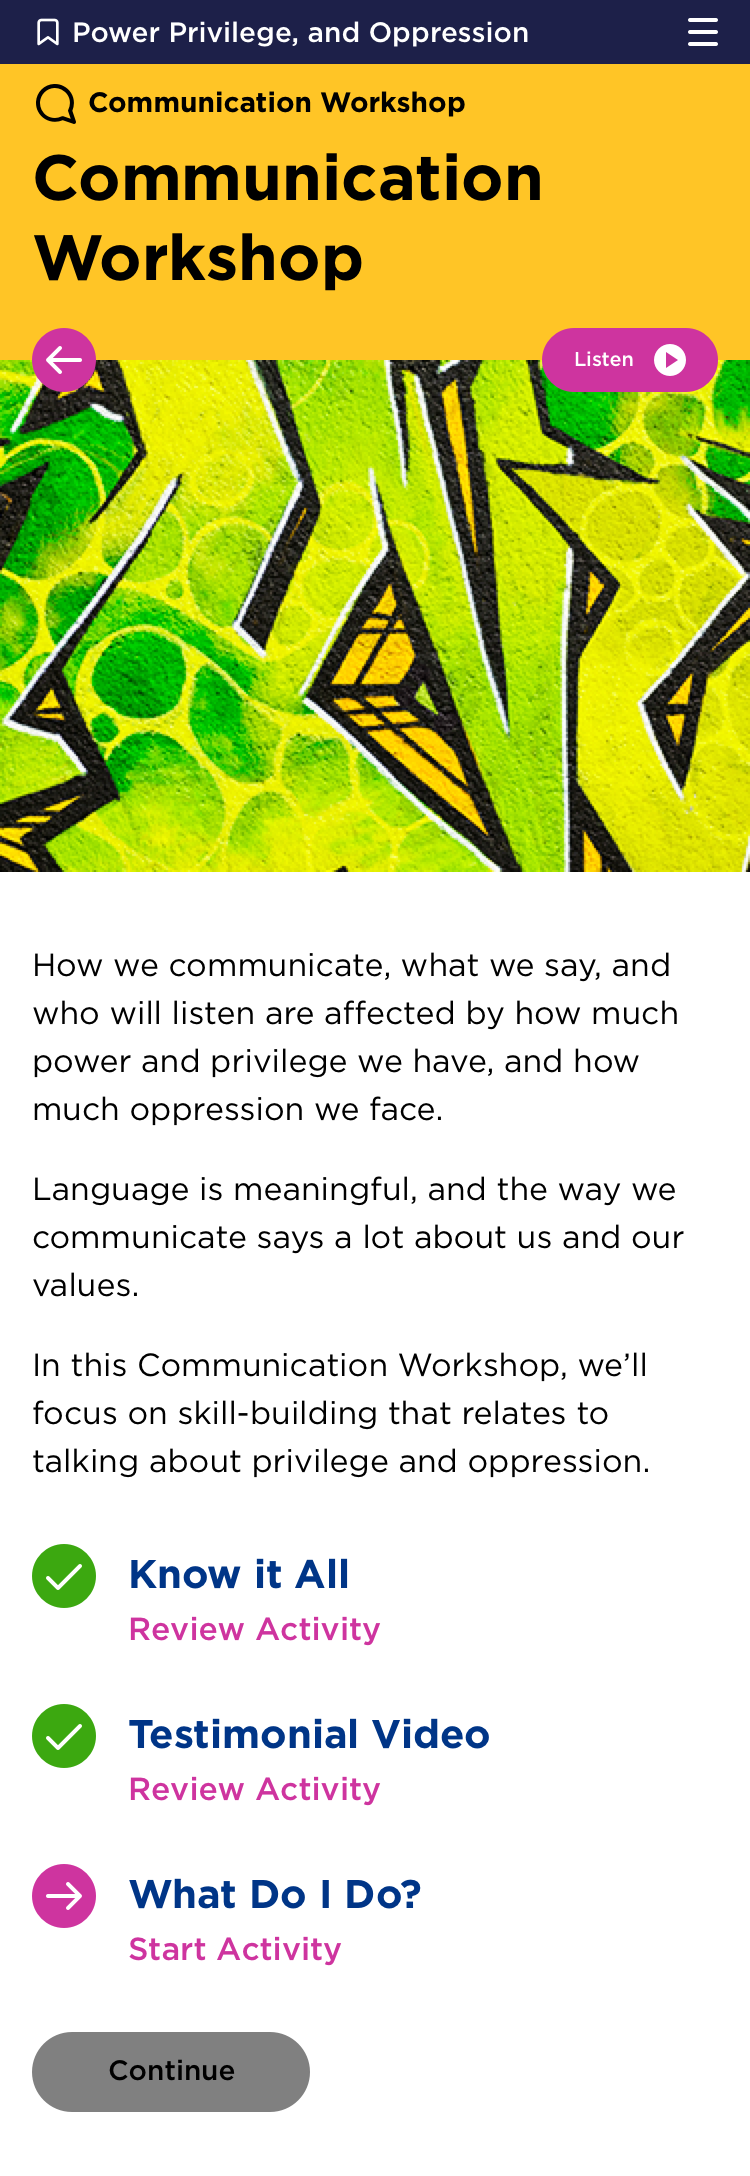 Power Privilege, and Oppression
Communication Workshop
Communication
Workshop
Listen
How we communicate, what we say, and
who will listen are affected by how much
power and privilege we have, and how
much oppression we face.
Language is meaningful, and the way we
communicate says a lot about us and our
values.
In this Communication Workshop, we’ll
focus on skill-building that relates to
talking about privilege and oppression.
Know it All
Review Activity
Testimonial Video
Review Activity
What Do I Do?
Start Activity
Continue